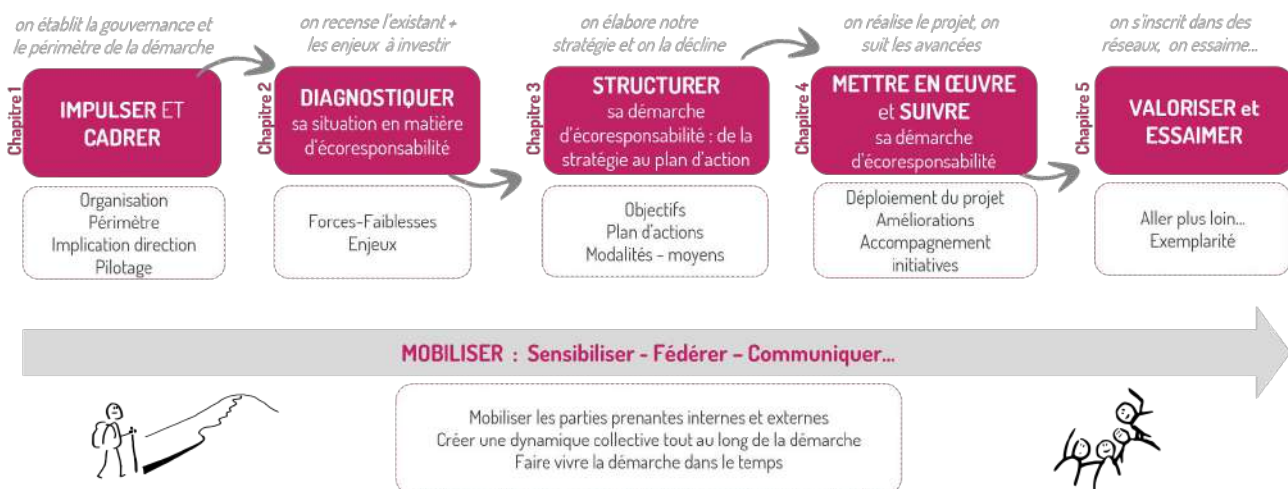 on établit la gouvernance et
le périmètre de la démarche
Chapitre 1
IMPULSER ET
CADRER
Organisation
Périmètre
Implication direction
Pilotage
on recense l'existant +
les enjeux à investir
Chapitre 2
DIAGNOSTIQUER
sa situation en matière
d'écoresponsabilité
Forces-Faiblesses
Enjeux
on élabore notre
stratégie et on la décline
Chapitre 3
STRUCTURER
sa démarche
d'écoresponsabilité : de la
stratégie au plan d'action
Objectifs
Plan d'actions
Modalités – moyens
on réalise le projet, on
suit les avancées
Chapitre 4
METTRE EN ŒUVRE
et SUIVRE
sa démarche
d'écoresponsabilité
Déploiement du projet
Améliorations
Accompagnement
initiatives
on s'inscrit dans des
réseaux, on essaime...
Chapitre 5
VALORISER et
ESSAIMER
Aller plus loin...
Exemplarité
MOBILISER : Sensibiliser - Fédérer – Communiquer...
Mobiliser les parties prenantes internes et externes
Créer une dynamique collective tout au long de la démarche
Faire vivre la démarche dans le temps